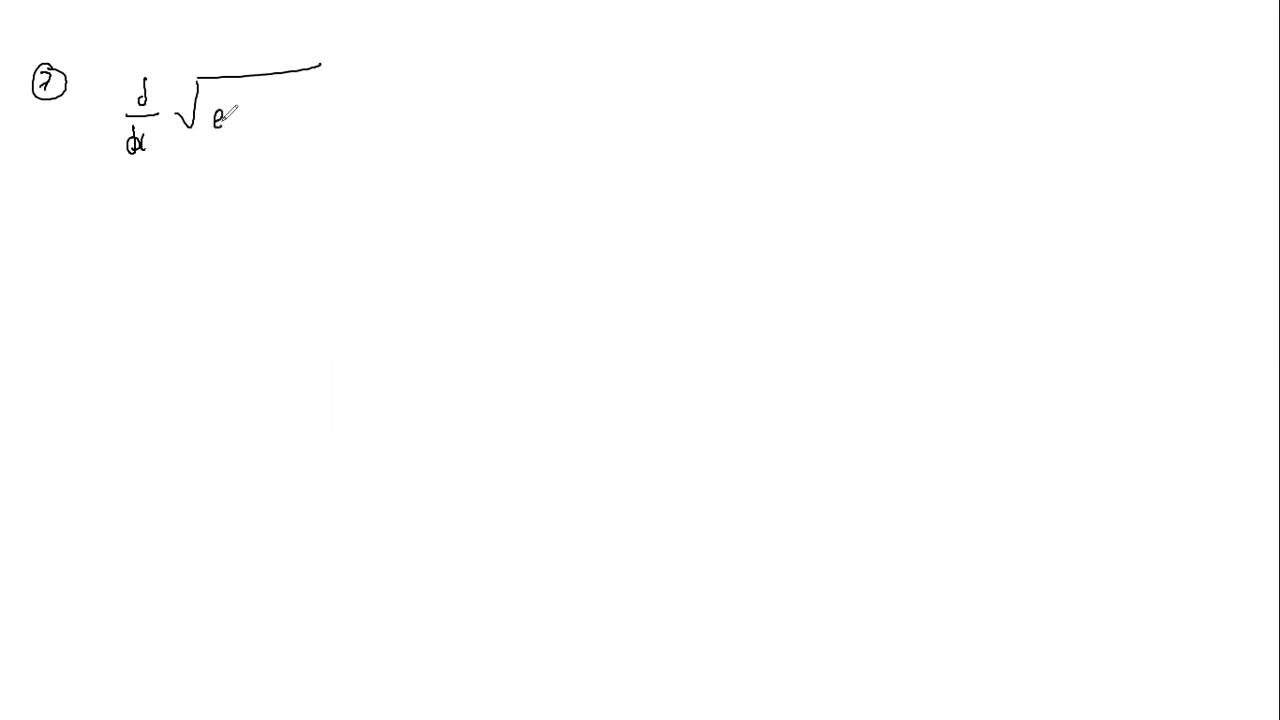 ⑦ d/dx √e